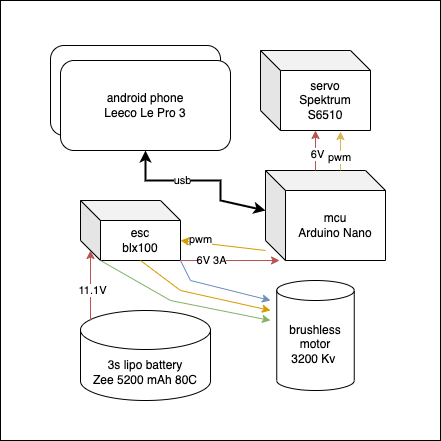 android phone
Leeco Le Pro 3
servo
Spektrum
S6510
6V
pwm
usb
mcu
Arduino Nano
esc
blx100
pwm
6V 3A
11.1V
brushless
motor
3200 Kv
3s lipo battery
Zee 5200 mAh 80C